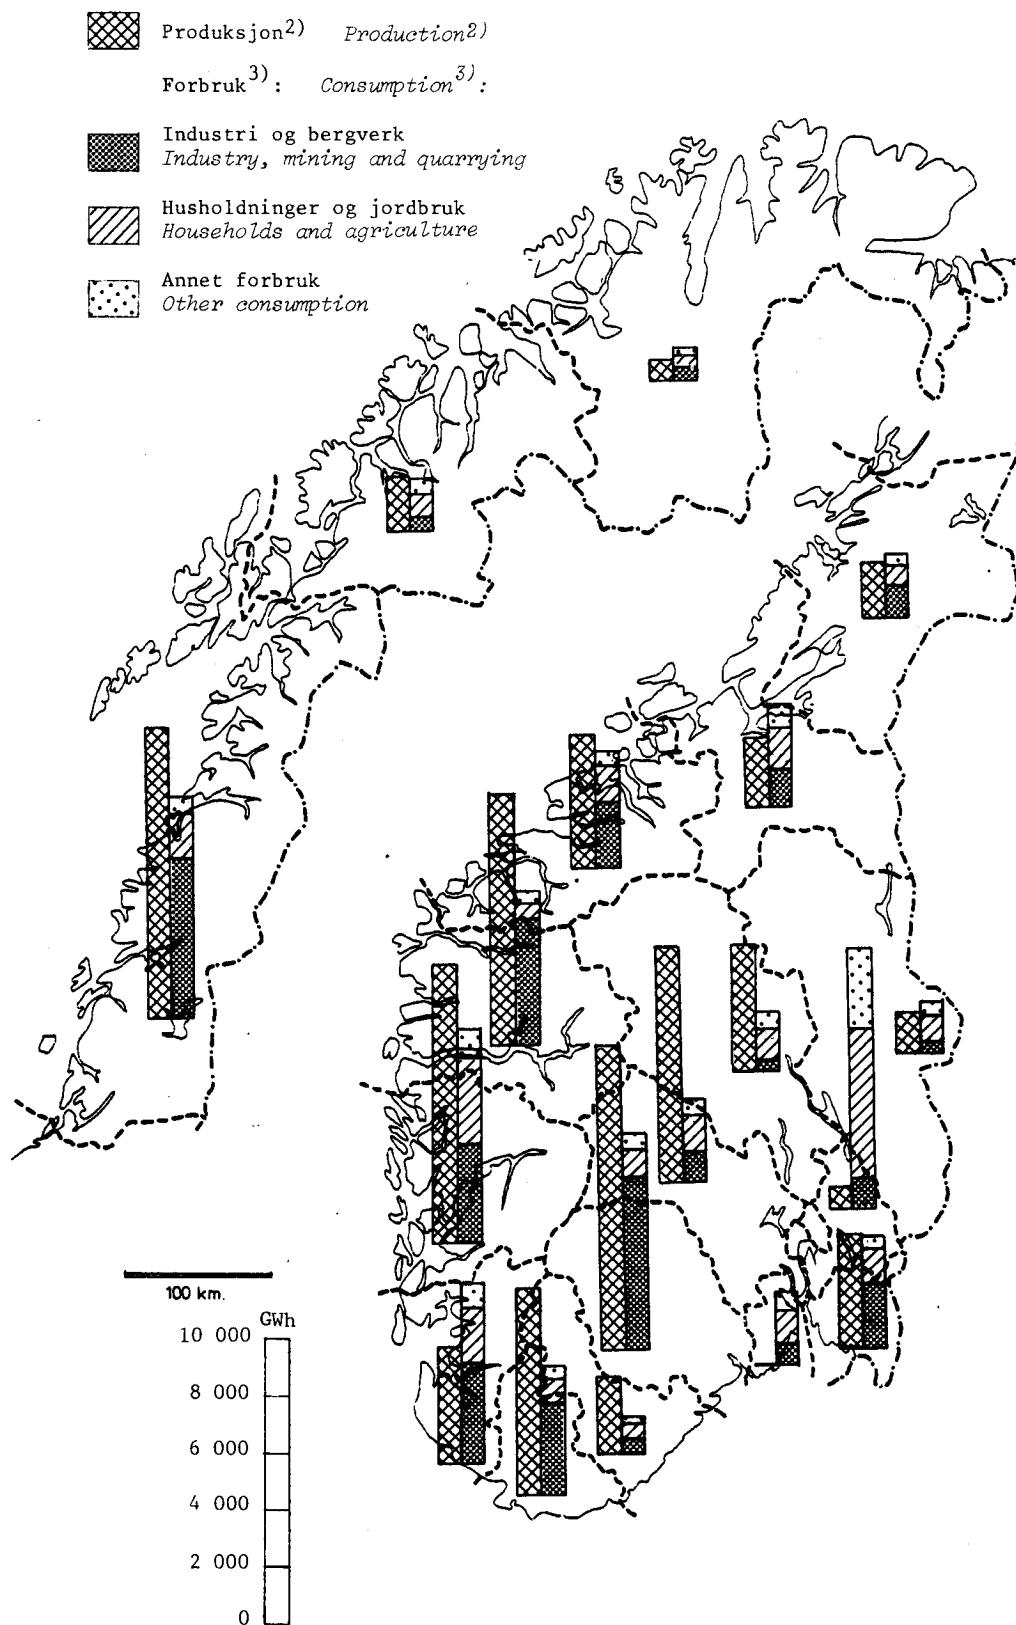 Produksjon2) Production2)
Forbruk3): Consumption3):
Industri og bergverk
Industry, mining and quarrying
Husholdninger og jordbruk
Households and agriculture
Annet forbruk
Other consumption
100 km.
GWh
10 000
8 000
6 000
4 000
2 000
0